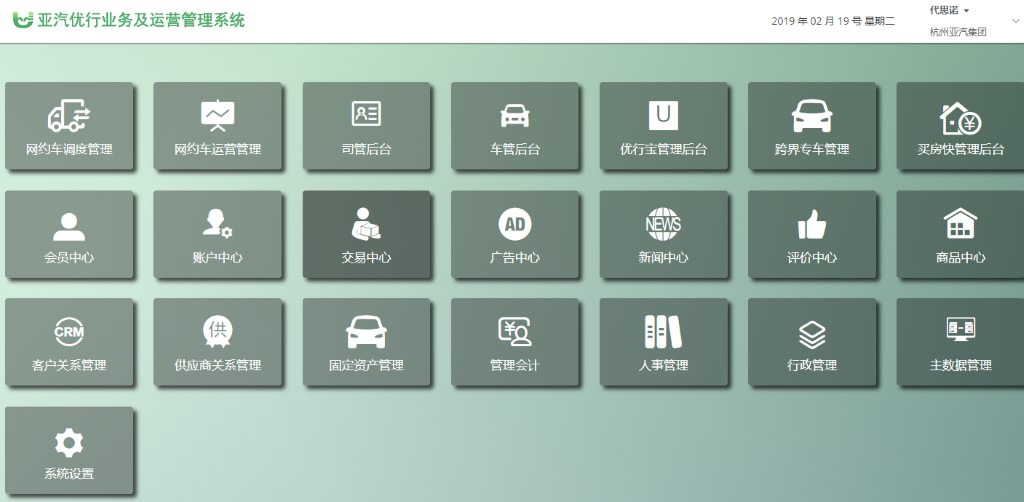 亚汽优行业务及运营管理系统
2019 年 02 月 19 号 星期二
代思诺
杭州亚汽集团
网约车调度管理
网约车运营管理
司管后台
车管后台
U
优行宝管理后台
跨界专车管理
¥
买房快管理后台
会员中心
账户中心
交易中心
AD
广告中心
NEWS
新闻中心
评价中心
商品中心
CRM
客户关系管理
供
供应商关系管理
固定资产管理
¥
管理会计
人事管理
行政管理
主数据管理
系统设置